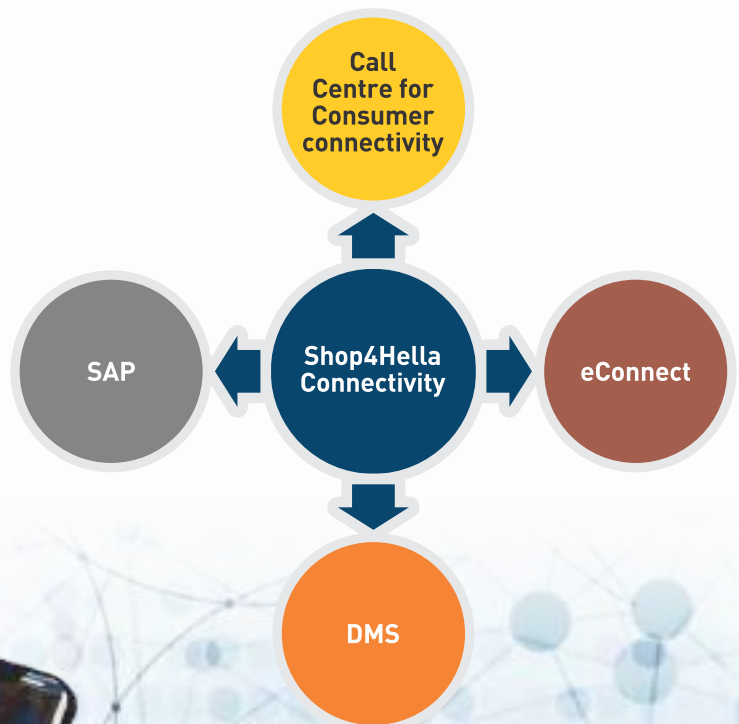 Call
Centre for
Consumer
connectivity
SAP
Shop4Hella
Connectivity
eConnect
DMS